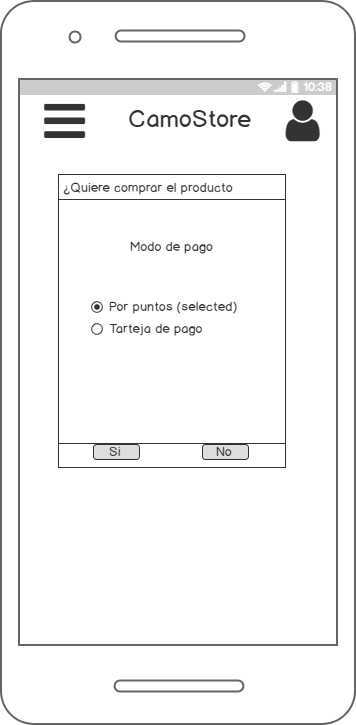 10:38
CamoStore
¿Quiere comprar el producto
Modo de pago
Por puntos (selected)
Tarteja de pago
Si
No